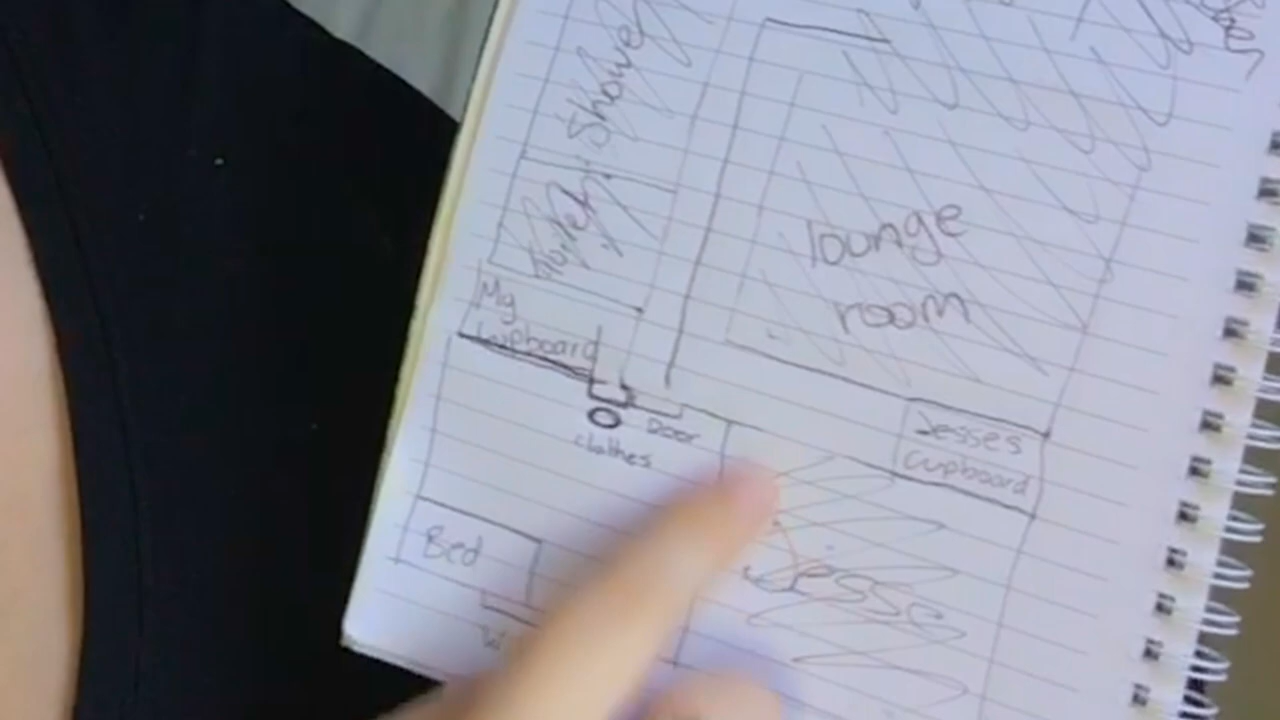 Shower
Toilet
lounge
room
My
Cupboard
Jesses
Cupboard
Door
clothes
Bed
Jesse